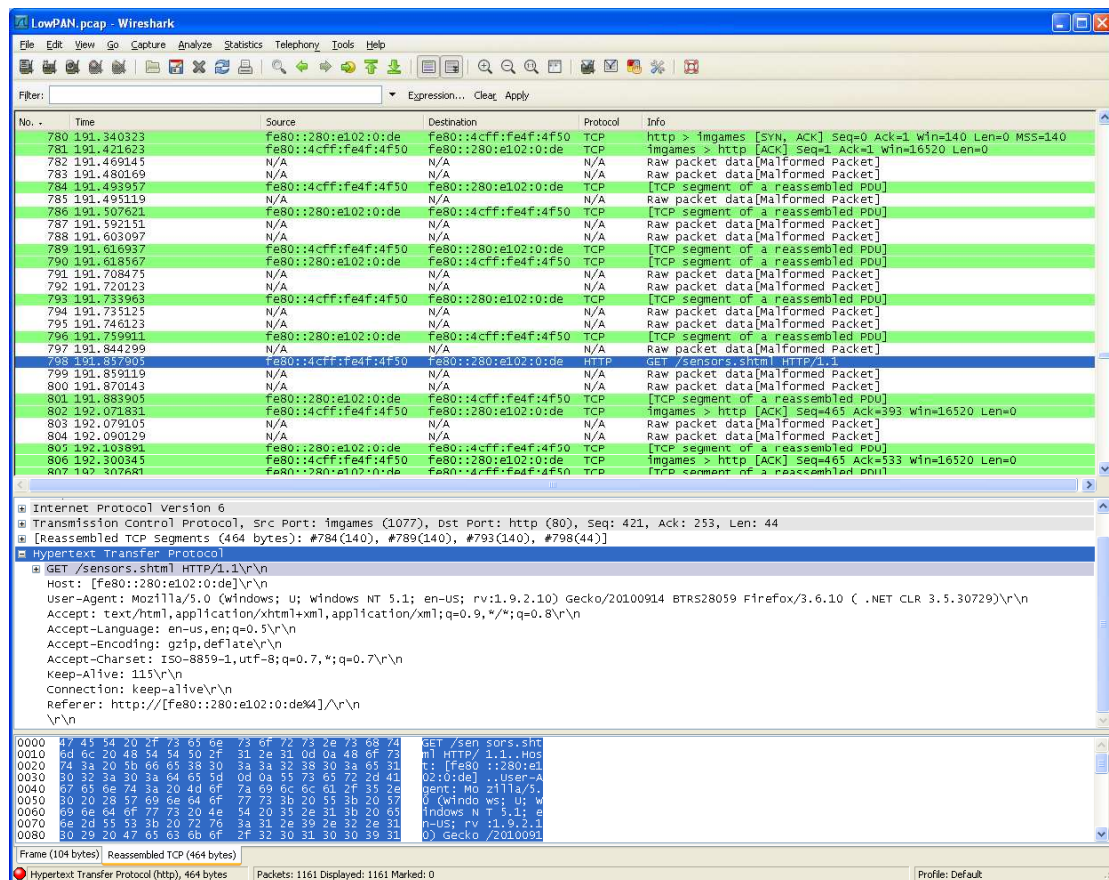 LowPAN.pcap - Wireshark
File Edit View Go Capture Analyze Statistics Telephony Tools Help
Filter: Expression... Clear Apply
No. . Time Source Destination Protocol Info
780 191.340323 fe80::280:e102:0:de fe80::4cff:fe4f:4f50 TCP http > imgames [SYN, ACK] Seq=0 Ack=1 Win=140 Len=0 MSS=140
781 191.421623 fe80::4cff:fe4f:4f50 fe80::280:e102:0:de TCP imgames > http [ACK] Seq=1 Ack=1 Win=16520 Len=0
782 191.469145 N/A N/A N/A Raw packet data[Malformed Packet]
783 191.480169 N/A N/A N/A Raw packet data[Malformed Packet]
784 191.493957 fe80::4cff:fe4f:4f50 fe80::280:e102:0:de TCP [TCP segment of a reassembled PDU]
785 191.495119 N/A N/A N/A Raw packet data[Malformed Packet]
786 191.507621 fe80::280:e102:0:de fe80::4cff:fe4f:4f50 TCP [TCP segment of a reassembled PDU]
787 191.592151 N/A N/A N/A Raw packet data[Malformed Packet]
788 191.603097 N/A N/A N/A Raw packet data[Malformed Packet]
789 191.616937 fe80::4cff:fe4f:4f50 fe80::280:e102:0:de TCP [TCP segment of a reassembled PDU]
790 191.618567 fe80::280:e102:0:de fe80::4cff:fe4f:4f50 TCP [TCP segment of a reassembled PDU]
791 191.708475 N/A N/A N/A Raw packet data[Malformed Packet]
792 191.720123 N/A N/A N/A Raw packet data[Malformed Packet]
793 191.733963 fe80::4cff:fe4f:4f50 fe80::280:e102:0:de TCP [TCP segment of a reassembled PDU]
794 191.735125 N/A N/A N/A Raw packet data[Malformed Packet]
795 191.746123 N/A N/A N/A Raw packet data[Malformed Packet]
796 191.759911 fe80::280:e102:0:de fe80::4cff:fe4f:4f50 TCP [TCP segment of a reassembled PDU]
797 191.844299 N/A N/A N/A Raw packet data[Malformed Packet]
798 191.857905 fe80::4cff:fe4f:4f50 fe80::280:e102:0:de HTTP GET /sensors.shtml HTTP/1.1
799 191.859119 N/A N/A N/A Raw packet data[Malformed Packet]
800 191.870143 N/A N/A N/A Raw packet data[Malformed Packet]
801 191.883905 fe80::280:e102:0:de fe80::4cff:fe4f:4f50 TCP [TCP segment of a reassembled PDU]
802 192.071831 fe80::4cff:fe4f:4f50 fe80::280:e102:0:de TCP imgames > http [ACK] Seq=465 Ack=393 Win=16520 Len=0
803 192.079105 N/A N/A N/A Raw packet data[Malformed Packet]
804 192.090129 N/A N/A N/A Raw packet data[Malformed Packet]
805 192.103891 fe80::280:e102:0:de fe80::4cff:fe4f:4f50 TCP [TCP segment of a reassembled PDU]
806 192.300345 fe80::4cff:fe4f:4f50 fe80::280:e102:0:de TCP imgames > http [ACK] Seq=465 Ack=533 Win=16520 Len=0
807 192.307681 fe80::280:e102:0:de fe80::4cff:fe4f:4f50 TCP [TCP segment of a reassembled PDU]
Internet Protocol Version 6
Transmission Control Protocol, Src Port: imgames (1077), Dst Port: http (80), Seq: 421, Ack: 253, Len: 44
[Reassembled TCP Segments (464 bytes): #784(140), #789(140), #793(140), #798(44)]
Hypertext Transfer Protocol
GET /sensors.shtml HTTP/1.1\r\n
Host: [fe80::280:e102:0:de]\r\n
User-Agent: Mozilla/5.0 (Windows; U; Windows NT 5.1; en-US; rv:1.9.2.10) Gecko/20100914 BTRS28059 Firefox/3.6.10 ( .NET CLR 3.5.30729)\r\n
Accept: text/html,application/xhtml+xml,application/xml;q=0.9,*/*;q=0.8\r\n
Accept-Language: en-us,en;q=0.5\r\n
Accept-Encoding: gzip,deflate\r\n
Accept-Charset: ISO-8859-1,utf-8;q=0.7,*;q=0.7\r\n
Keep-Alive: 115\r\n
Connection: keep-alive\r\n
Referer: http://[fe80::280:e102:0:de%4]/\r\n
\r\n
0000 47 45 54 20 2f 73 65 6e 73 6f 72 73 2e 73 68 74 GET /sen sors.sht
0010 6d 6c 20 48 54 54 50 2f 31 2e 31 0d 0a 48 6f 73 ml HTTP/ 1.1..Hos
0020 74 3a 20 5b 66 65 38 30 3a 3a 32 38 30 3a 65 31 t: [fe80 ::280:e1
0030 30 32 3a 30 3a 64 65 5d 0d 0a 55 73 65 72 2d 41 02:0:de] ..User-A
0040 67 65 6e 74 3a 20 4d 6f 7a 69 6c 6c 61 2f 35 2e gent: Mo zilla/5.
0050 30 20 28 57 69 6e 64 6f 77 73 3b 20 55 3b 20 57 0 (Windo ws; U; W
0060 69 6e 64 6f 77 73 20 4e 54 20 35 2e 31 3b 20 65 indows N T 5.1; e
0070 6e 2d 55 53 3b 20 72 76 3a 31 2e 39 2e 32 2e 31 n-US; rv :1.9.2.1
0080 30 29 20 47 65 63 6b 6f 2f 32 30 31 30 30 39 31 0) Gecko /2010091
Frame (104 bytes) Reassembled TCP (464 bytes)
Hypertext Transfer Protocol (http), 464 bytes Packets: 1161 Displayed: 1161 Marked: 0 Profile: Default